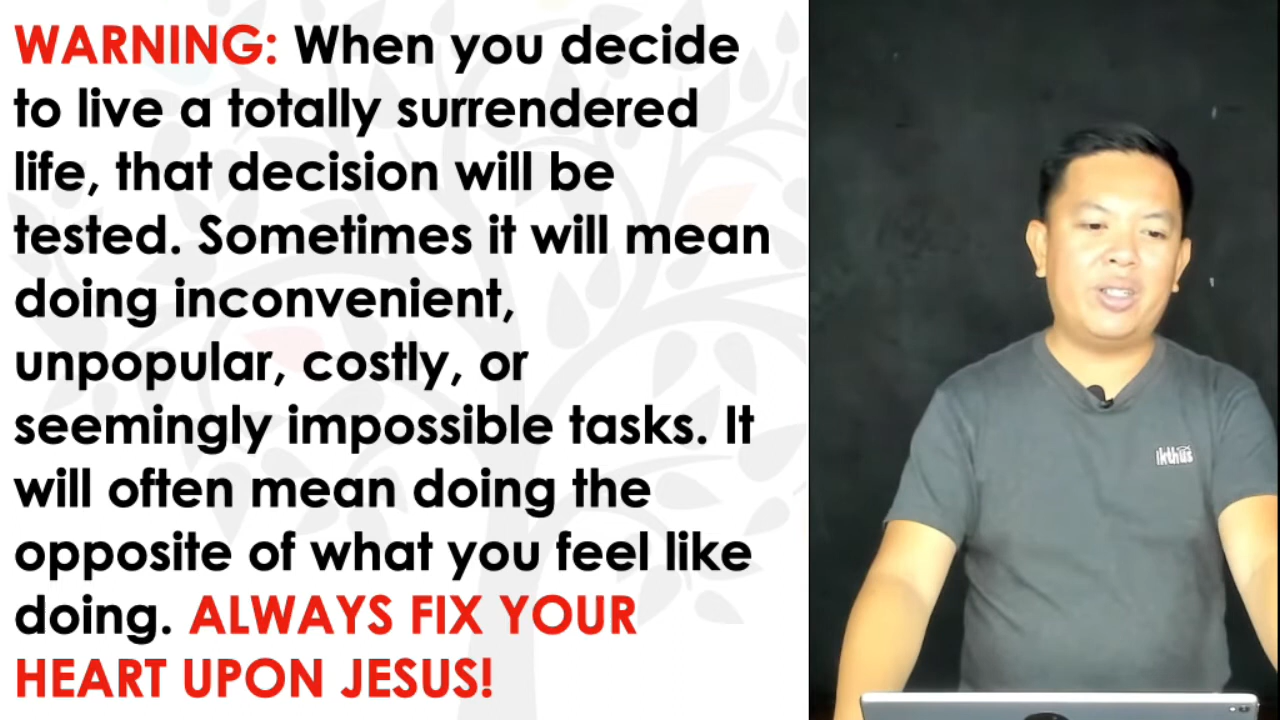 WARNING: When you decide
to live a totally surrendered
life, that decision will be
tested. Sometimes it will mean
doing inconvenient,
unpopular, costly, or
seemingly impossible tasks. It
will often mean doing the
opposite of what you feel like
doing. ALWAYS FIX YOUR
HEART UPON JESUS!
ikthus